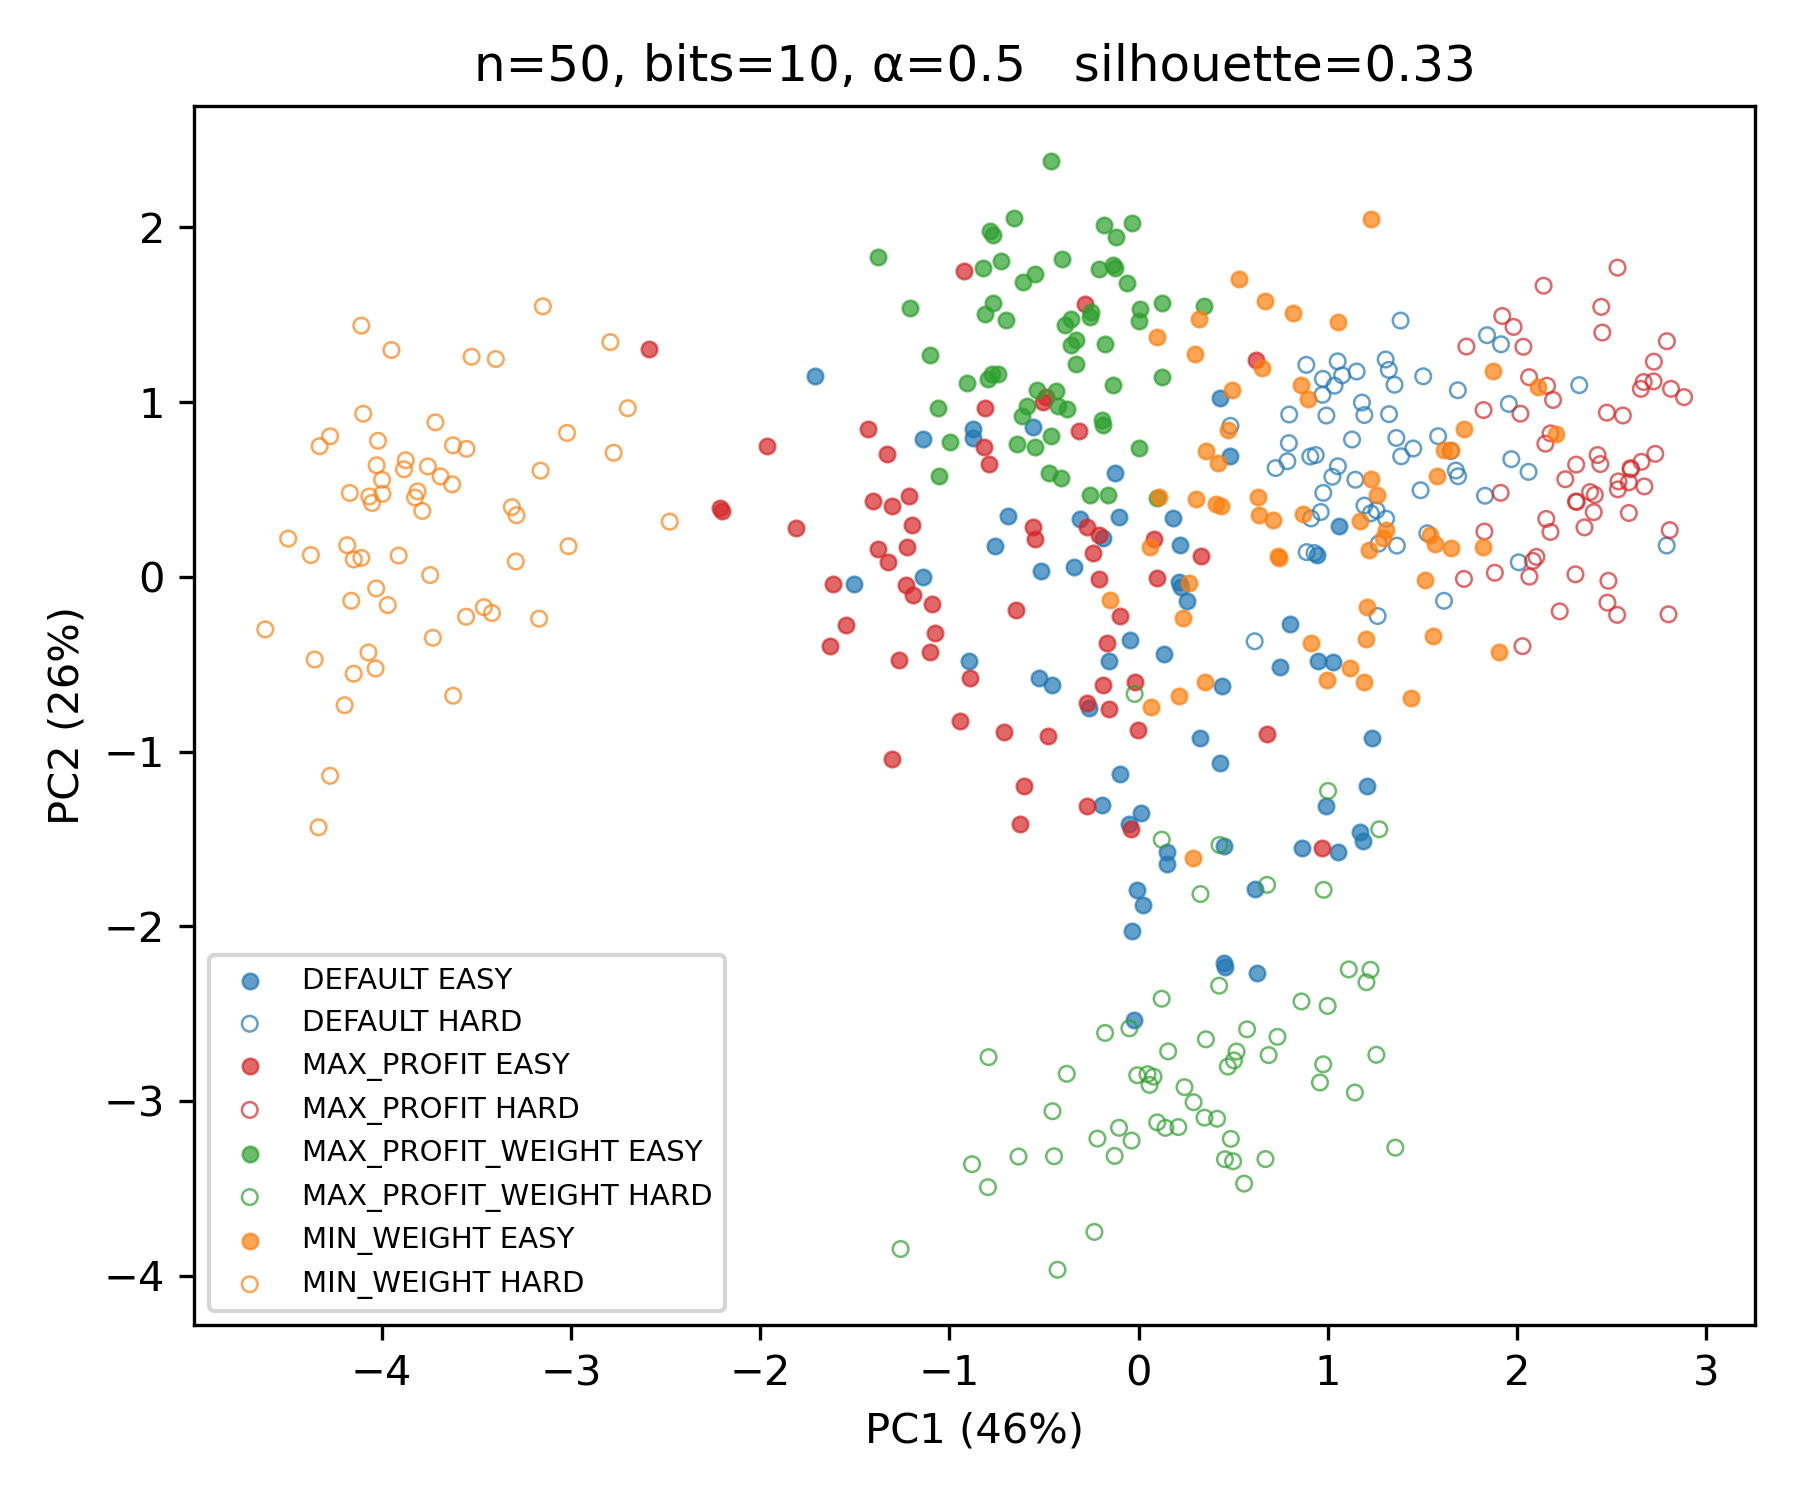 n=50, bits=10, α=0.5   silhouette=0.33
PC2 (26%)
2
1
0
−1
−2
−3
−4
DEFAULT EASY
DEFAULT HARD
MAX_PROFIT EASY
MAX_PROFIT HARD
MAX_PROFIT_WEIGHT EASY
MAX_PROFIT_WEIGHT HARD
MIN_WEIGHT EASY
MIN_WEIGHT HARD
−4 −3 −2 −1 0 1 2 3
PC1 (46%)